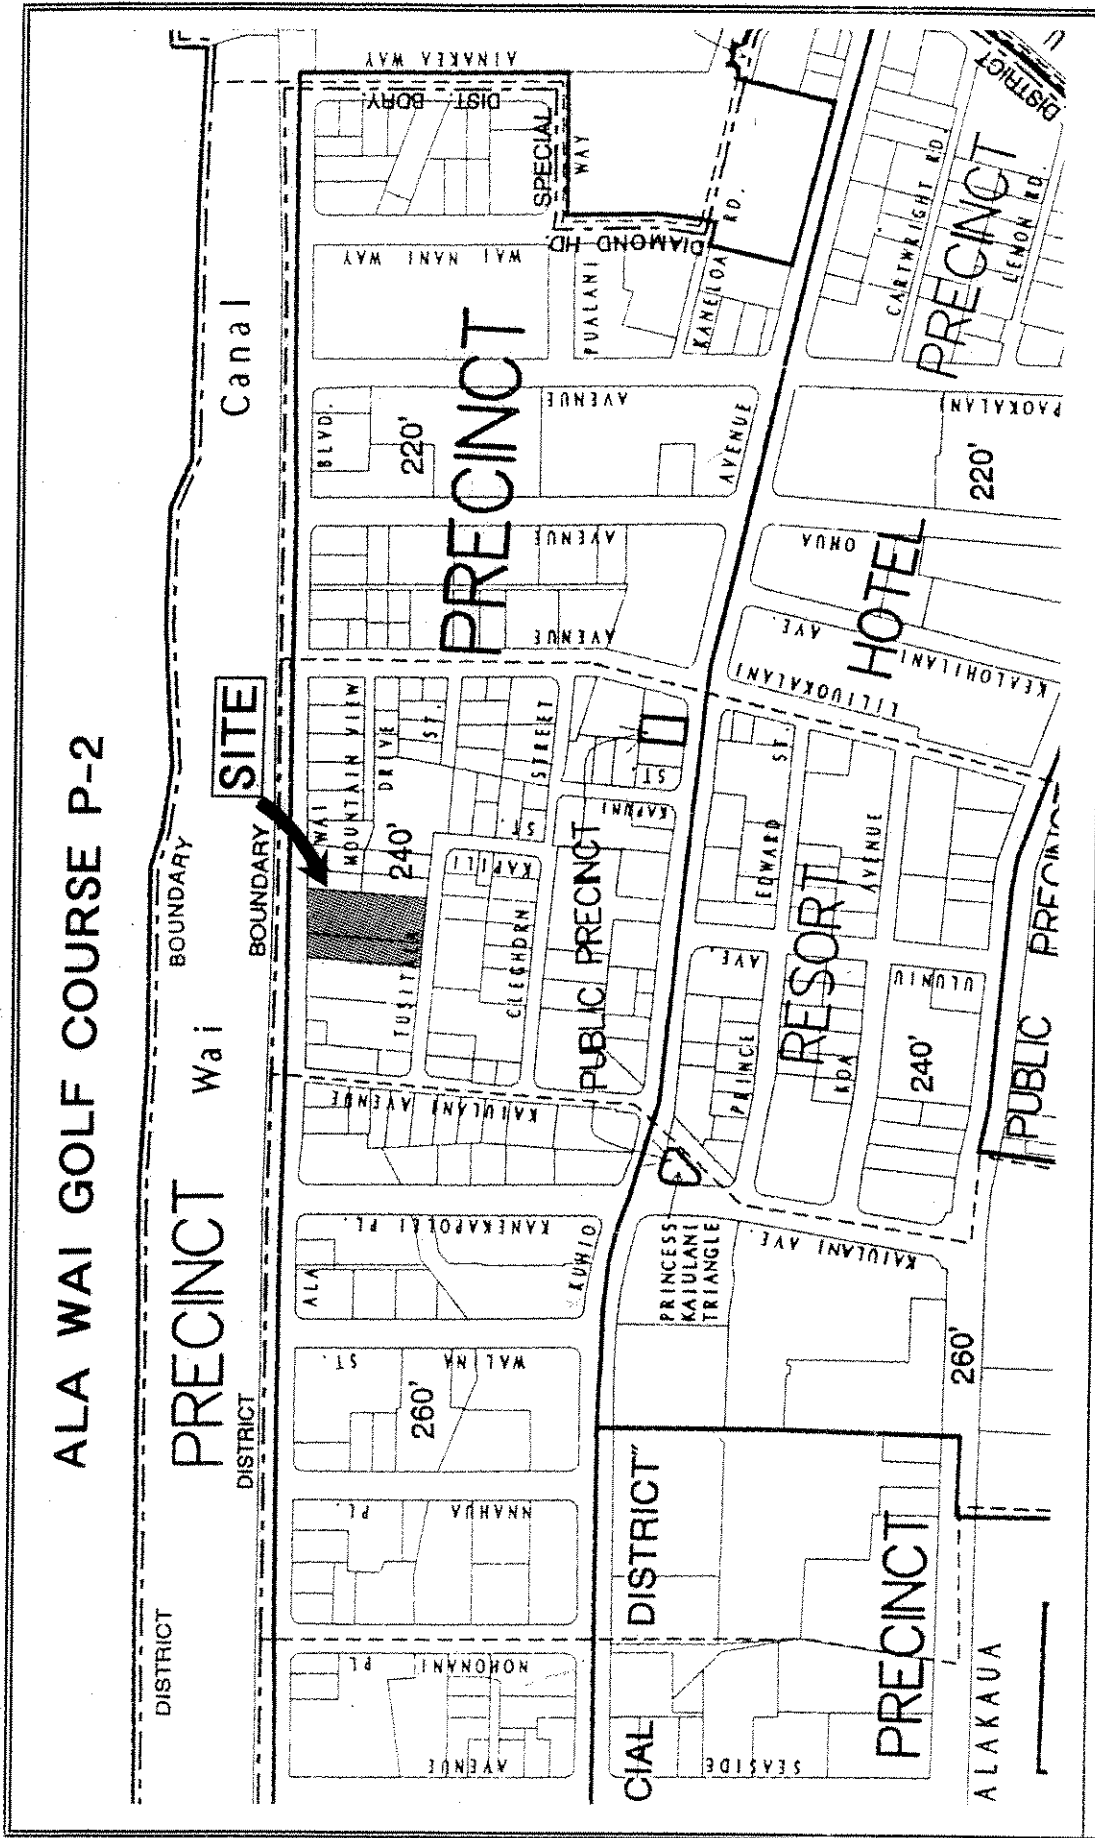 ALA WAI GOLF COURSE P-2
DISTRICT
BOUNDARY
PRECINCT
Wai
Canal
DISTRICT
BOUNDARY
SITE
ALA
WAI
BLVD.
MOUNTAIN VIEW
DRIVE
240'
220'
260'
TUSITALA
ST.
PRECINCT
AINAKEA WAY
DIST. BDRY.
SPECIAL
DIAMOND HD.
WAY
WAI NANI WAY
PUALANI
KANELOA
RD.
AVENUE
AVENUE
AVENUE
KAPILI
ST.
CLEGHORN
STREET
KAPUNI
ST.
PUBLIC PRECINCT
KAIULANI AVENUE
KANEKAPOLEI PL.
WALINA
ST.
NAHUA
PL.
NOHONANI
PL
SEASIDE
AVENUE
KUHIO
AVENUE
PRINCESS
KAIULANI
TRIANGLE
KAIULANI AVE.
PRINCE
EDWARD
ST.
AVE.
KOA
AVENUE
ULUNIU
RESORT
HOTEL
PRECINCT
LILIUOKALANI
AVE.
KEALOHILANI
OHUA
PAOKALANI
CARTWRIGHT RD.
LEMON RD.
DISTRICT
DISTRICT
220'
240'
260'
CIAL DISTRICT"
PRECINCT
PUBLIC
ALAKAUA